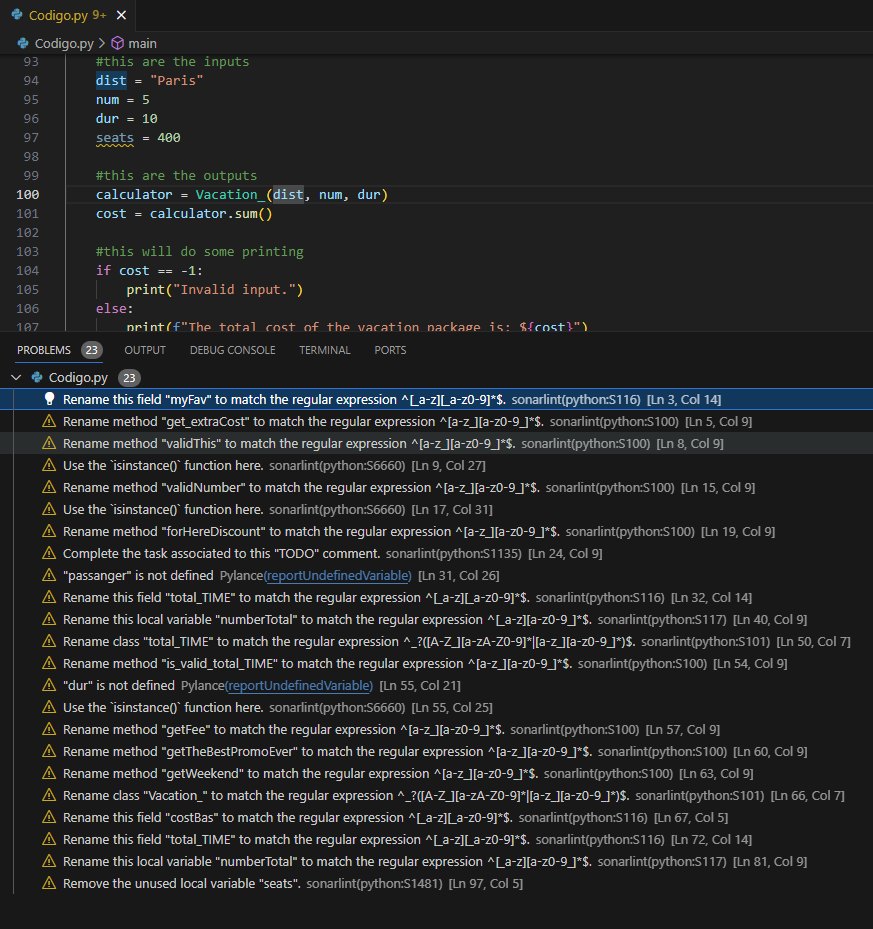 Codigo.py 9+ ×
Codigo.py > main
93 #this are the inputs
94 dist = "Paris"
95 num = 5
96 dur = 10
97 seats = 400
98
99 #this are the outputs
100 calculator = Vacation_(dist, num, dur)
101 cost = calculator.sum()
102
103 #this will do some printing
104 if cost == -1:
105 print("Invalid input.")
106 else:
107 print(f"The total cost of the vacation package is: ${cost}")
PROBLEMS 23 OUTPUT DEBUG CONSOLE TERMINAL PORTS
Codigo.py 23
Rename this field "myFav" to match the regular expression ^[_a-z][_a-z0-9]*$. sonarlint(python:S116) [Ln 3, Col 14]
Rename method "get_extraCost" to match the regular expression ^[a-z_][a-z0-9_]*$. sonarlint(python:S100) [Ln 5, Col 9]
Rename method "validThis" to match the regular expression ^[a-z_][a-z0-9_]*$. sonarlint(python:S100) [Ln 8, Col 9]
Use the `isinstance()` function here. sonarlint(python:S6660) [Ln 9, Col 27]
Rename method "validNumber" to match the regular expression ^[a-z_][a-z0-9_]*$. sonarlint(python:S100) [Ln 15, Col 9]
Use the `isinstance()` function here. sonarlint(python:S6660) [Ln 17, Col 31]
Rename method "forHereDiscount" to match the regular expression ^[a-z_][a-z0-9_]*$. sonarlint(python:S100) [Ln 19, Col 9]
Complete the task associated to this "TODO" comment. sonarlint(python:S1135) [Ln 24, Col 9]
"passanger" is not defined Pylance(reportUndefinedVariable) [Ln 31, Col 26]
Rename this field "total_TIME" to match the regular expression ^[_a-z][_a-z0-9]*$. sonarlint(python:S116) [Ln 32, Col 14]
Rename this local variable "numberTotal" to match the regular expression ^[_a-z][a-z0-9_]*$. sonarlint(python:S117) [Ln 40, Col 9]
Rename class "total_TIME" to match the regular expression ^_?([A-Z_][a-zA-Z0-9]*|[a-z_][a-z0-9_]*)$. sonarlint(python:S101) [Ln 50, Col 7]
Rename method "is_valid_total_TIME" to match the regular expression ^[a-z_][a-z0-9_]*$. sonarlint(python:S100) [Ln 54, Col 9]
"dur" is not defined Pylance(reportUndefinedVariable) [Ln 55, Col 21]
Use the `isinstance()` function here. sonarlint(python:S6660) [Ln 55, Col 25]
Rename method "getFee" to match the regular expression ^[a-z_][a-z0-9_]*$. sonarlint(python:S100) [Ln 57, Col 9]
Rename method "getTheBestPromoEver" to match the regular expression ^[a-z_][a-z0-9_]*$. sonarlint(python:S100) [Ln 60, Col 9]
Rename method "getWeekend" to match the regular expression ^[a-z_][a-z0-9_]*$. sonarlint(python:S100) [Ln 63, Col 9]
Rename class "Vacation_" to match the regular expression ^_?([A-Z_][a-zA-Z0-9]*|[a-z_][a-z0-9_]*)$. sonarlint(python:S101) [Ln 66, Col 7]
Rename this field "costBas" to match the regular expression ^[_a-z][_a-z0-9]*$. sonarlint(python:S116) [Ln 67, Col 5]
Rename this field "total_TIME" to match the regular expression ^[_a-z][_a-z0-9]*$. sonarlint(python:S116) [Ln 72, Col 14]
Rename this local variable "numberTotal" to match the regular expression ^[_a-z][a-z0-9_]*$. sonarlint(python:S117) [Ln 81, Col 9]
Remove the unused local variable "seats". sonarlint(python:S1481) [Ln 97, Col 5]